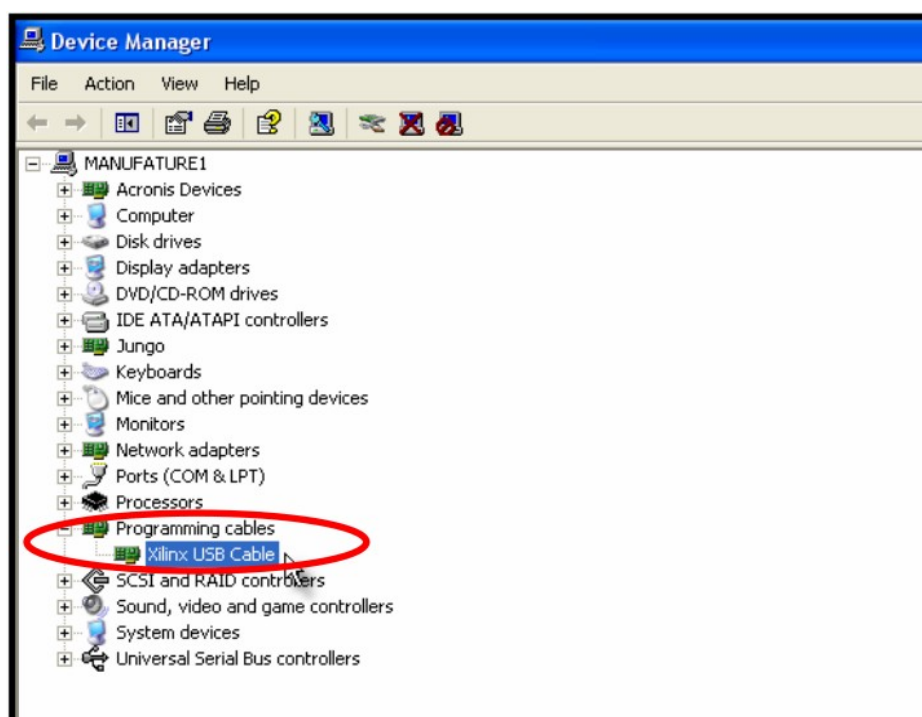 Device Manager
File Action View Help
MANUFATURE1
Acronis Devices
Computer
Disk drives
Display adapters
DVD/CD-ROM drives
IDE ATA/ATAPI controllers
Jungo
Keyboards
Mice and other pointing devices
Monitors
Network adapters
Ports (COM & LPT)
Processors
Programming cables
Xilinx USB Cable
SCSI and RAID controllers
Sound, video and game controllers
System devices
Universal Serial Bus controllers